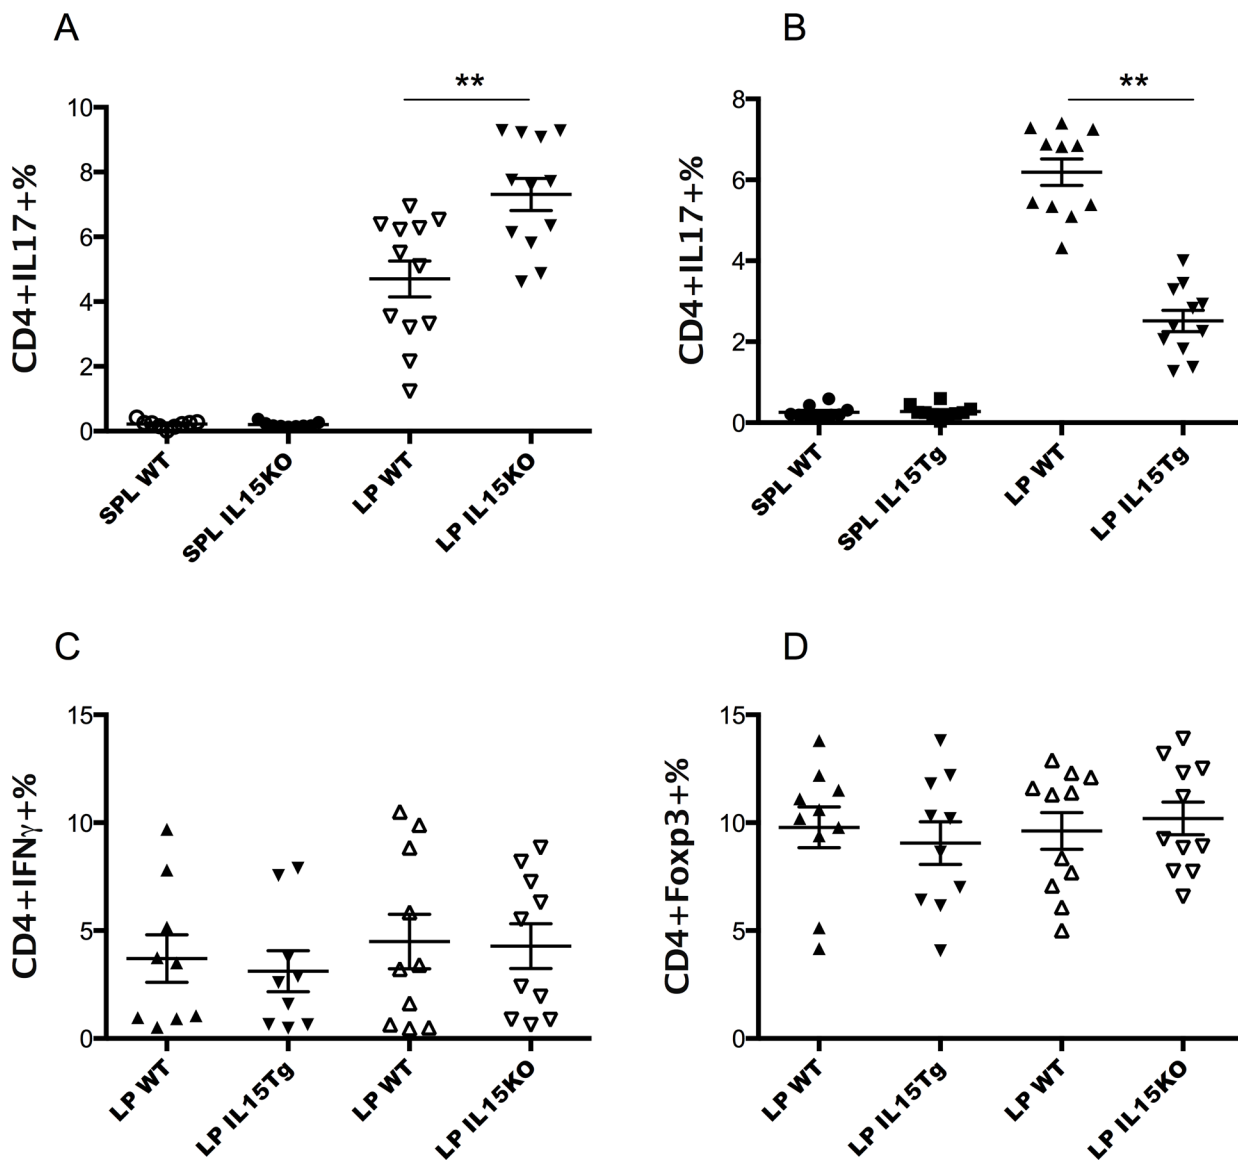 A
CD4+IL17+%
**
10
8
6
4
2
0
SPL WT
SPL IL15KO
LP WT
LP IL15KO
B
CD4+IL17+%
**
8
6
4
2
0
SPL WT
SPL IL15Tg
LP WT
LP IL15Tg
C
CD4+IFNγ+%
15
10
5
0
LP WT
LP IL15Tg
LP WT
LP IL15KO
D
CD4+Foxp3+%
15
10
5
0
LP WT
LP IL15Tg
LP WT
LP IL15KO